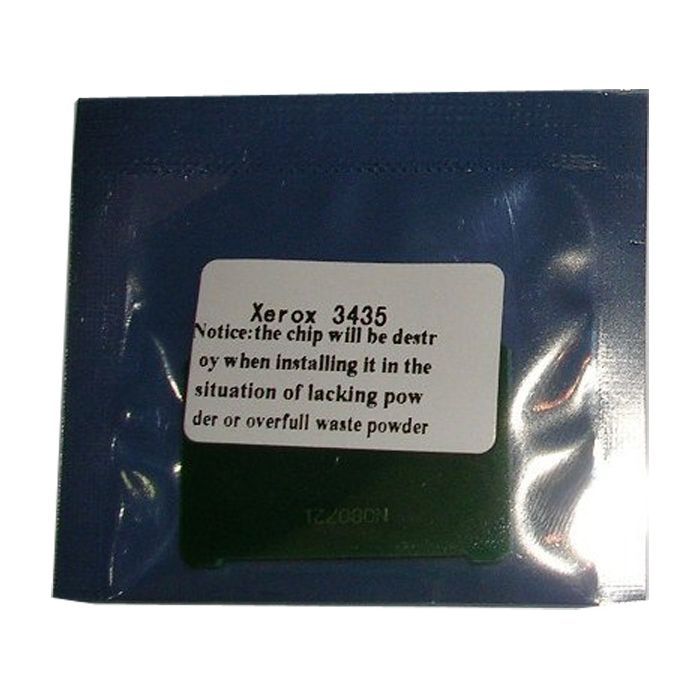 Xerox 3435
Notice:the chip will be destr
oy when installing it in the
situation of lacking pow
der or overfull waste powder